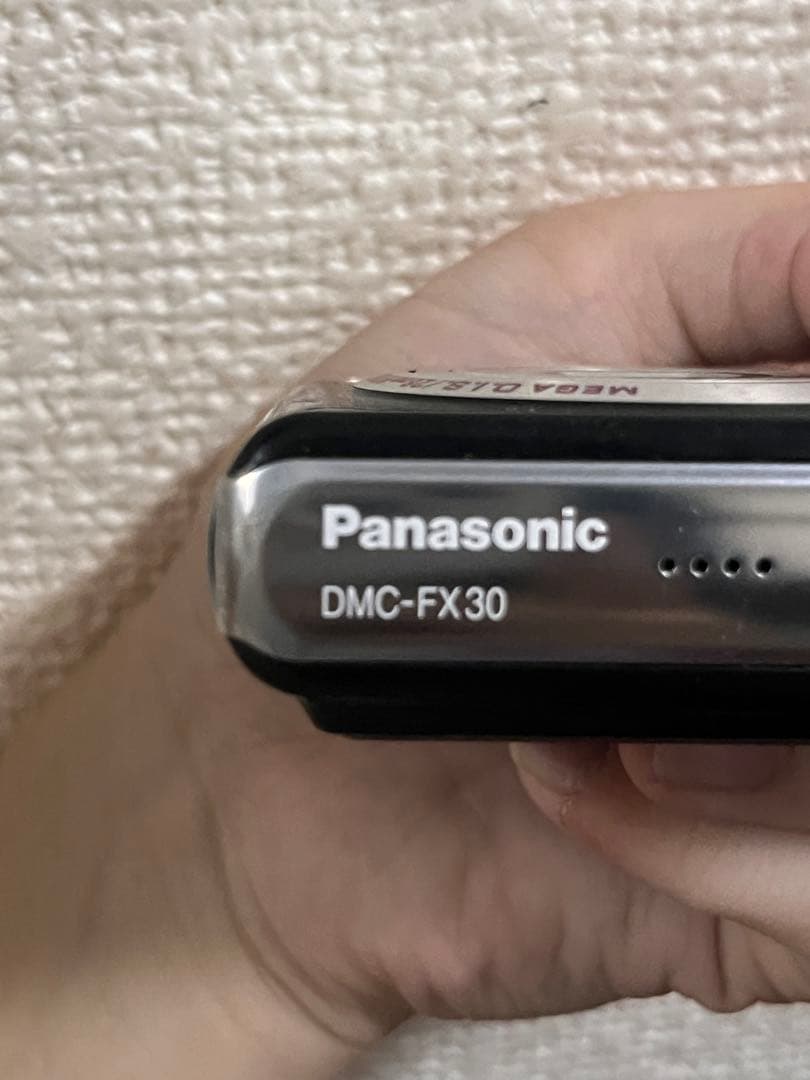 MEGA O.I.S.
Panasonic
DMC-FX30